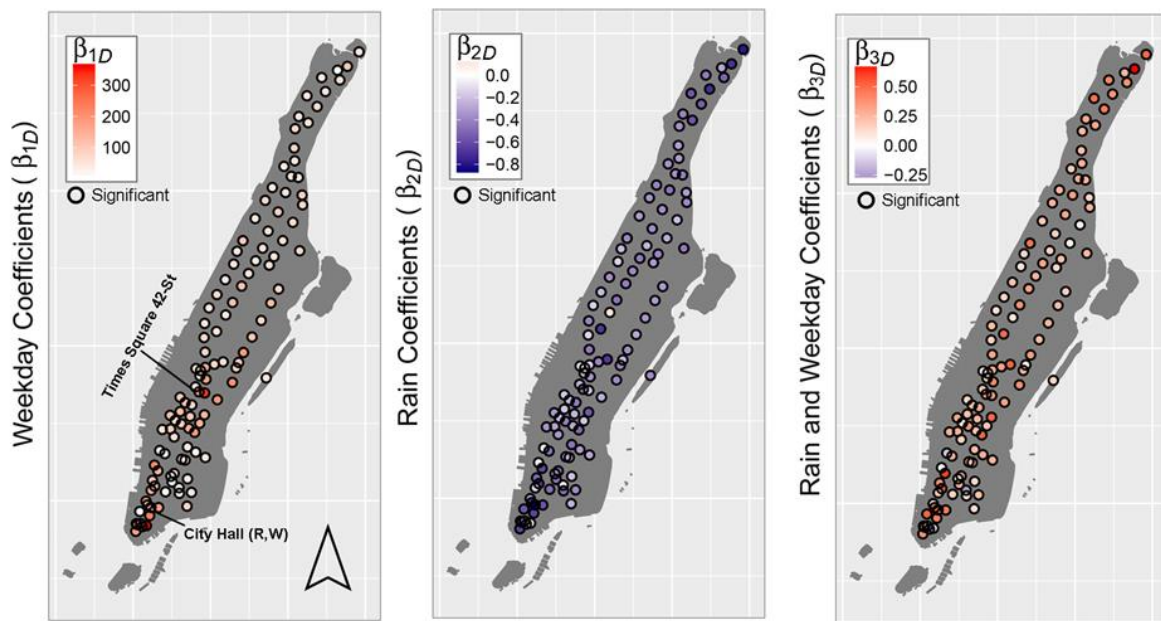 Weekday Coefficients ( β1D)
β1D
300
200
100
Significant
Times Square 42-St
City Hall (R,W)
Rain Coefficients ( β2D)
β2D
0.0
−0.2
−0.4
−0.6
−0.8
Significant
Rain and Weekday Coefficients ( β3D)
β3D
0.50
0.25
0.00
−0.25
Significant